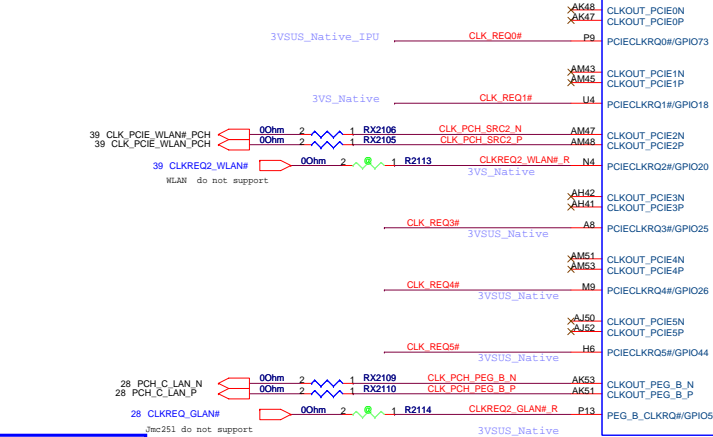 AK48 CLKOUT_PCIE0N
AK47 CLKOUT_PCIE0P
3VSUS_Native_IPU CLK_REQ0# P9 PCIECLKRQ0#/GPIO73
AM43 CLKOUT_PCIE1N
AM45 CLKOUT_PCIE1P
3VS_Native CLK_REQ1# U4 PCIECLKRQ1#/GPIO18
39 CLK_PCIE_WLAN#_PCH 0Ohm 2 1 RX2106 CLK_PCH_SRC2_N AM47 CLKOUT_PCIE2N
39 CLK_PCIE_WLAN_PCH 0Ohm 2 1 RX2105 CLK_PCH_SRC2_P AM48 CLKOUT_PCIE2P
39 CLKREQ2_WLAN# 0Ohm 2 @ 1 R2113 CLKREQ2_WLAN#_R N4 PCIECLKRQ2#/GPIO20
WLAN do not support 3VS_Native
AH42 CLKOUT_PCIE3N
AH41 CLKOUT_PCIE3P
CLK_REQ3# A8 PCIECLKRQ3#/GPIO25
3VSUS_Native
AM51 CLKOUT_PCIE4N
AM53 CLKOUT_PCIE4P
CLK_REQ4# M9 PCIECLKRQ4#/GPIO26
3VSUS_Native
AJ50 CLKOUT_PCIE5N
AJ52 CLKOUT_PCIE5P
CLK_REQ5# H6 PCIECLKRQ5#/GPIO44
3VSUS_Native
28 PCH_C_LAN_N 0Ohm 2 1 RX2109 CLK_PCH_PEG_B_N AK53 CLKOUT_PEG_B_N
28 PCH_C_LAN_P 0Ohm 2 1 RX2110 CLK_PCH_PEG_B_P AK51 CLKOUT_PEG_B_P
28 CLKREQ_GLAN# 0Ohm 2 @ 1 R2114 CLKREQ2_GLAN#_R P13 PEG_B_CLKRQ#/GPIO5
Jmc251 do not support 3VSUS_Native